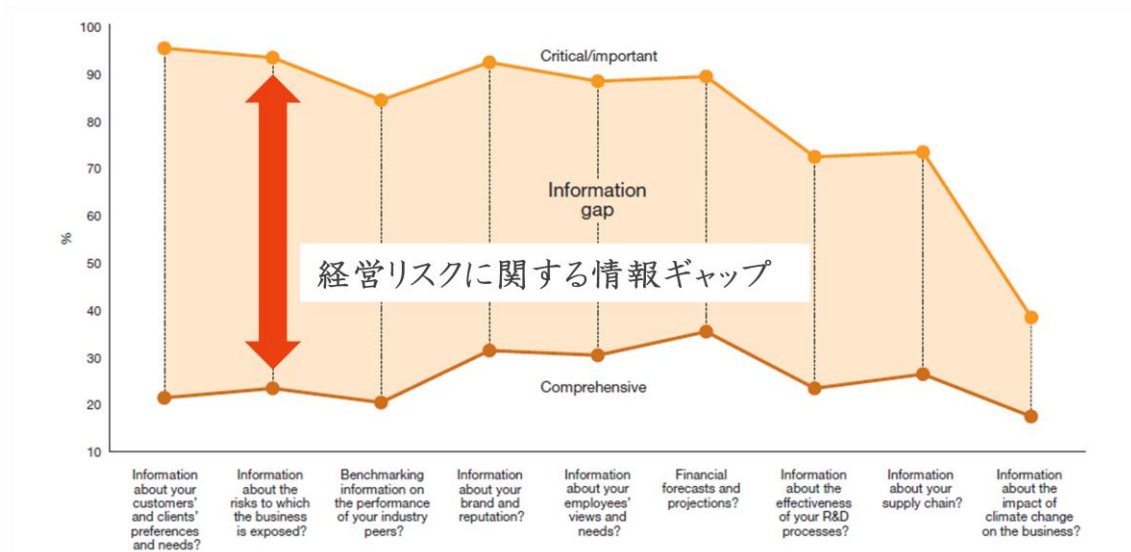 100
90
80
70
60
50
40
30
20
10
%
Critical/important
Information
gap
経営リスクに関する情報ギャップ
Comprehensive
Information
about your
customers'
and clients'
preferences
and needs?
Information
about the
risks to which
the business
is exposed?
Benchmarking
information on
the performance
of your industry
peers?
Information
about your
brand and
reputation?
Information
about your
employees'
views and
needs?
Financial
forecasts and
projections?
Information
about the
effectiveness
of your R&D
processes?
Information
about your
supply chain?
Information
about the
impact of
climate change
on the business?